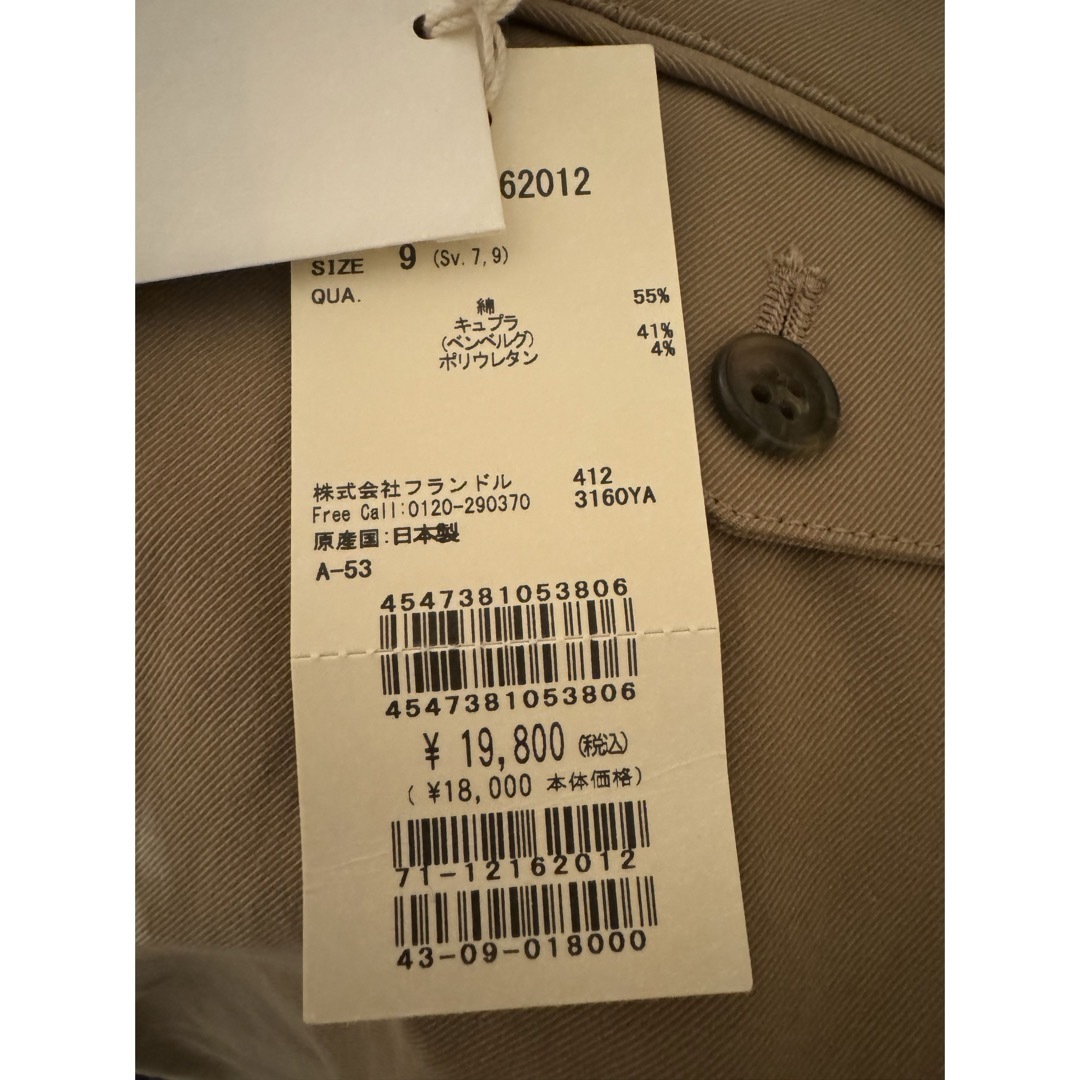 62012
SIZE 9 (Sv. 7, 9)
QUA.
綿 55%
キュプラ
(ベンベルグ) 41%
ポリウレタン 4%
株式会社フランドル 412
Free Call:0120-290370 3160YA
原産国:日本製
A-53
4547381053806
4547381053806
¥ 19,800 (税込)
( ¥18,000 本体価格)
71-12162012
43-09-018000